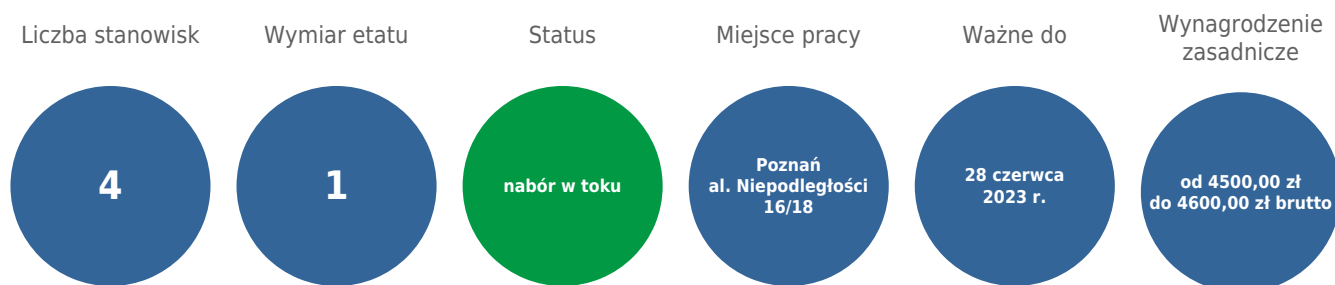 Liczba stanowisk
4
Wymiar etatu
1
Status
nabór w toku
Miejsce pracy
Poznań
al. Niepodległości
16/18
Ważne do
28 czerwca
2023 r.
Wynagrodzenie
zasadnicze
od 4500,00 zł
do 4600,00 zł brutto